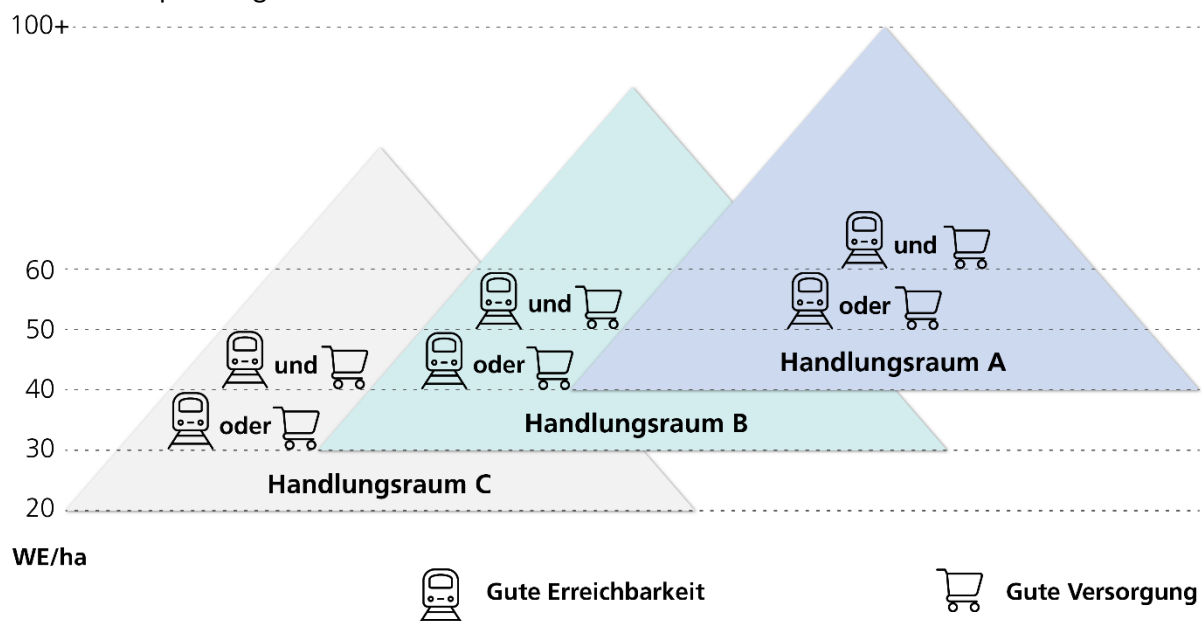 100+
60
und
und
50
oder
Handlungsraum A
und
oder
40
oder
Handlungsraum B
30
Handlungsraum C
20
WE/ha
Gute Erreichbarkeit
Gute Versorgung